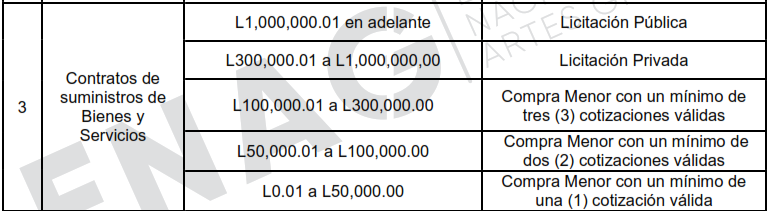 L1,000,000.01 en adelante
Licitación Pública
L300,000.01 a L1,000,000,00
Licitación Privada
3
Contratos de
suministros de
Bienes y
Servicios
L100,000.01 a L300,000.00
Compra Menor con un mínimo de
tres (3) cotizaciones válidas
L50,000.01 a L100,000.00
Compra Menor con un mínimo de
dos (2) cotizaciones válidas
L0.01 a L50,000.00
Compra Menor con un mínimo de
una (1) cotización válida
ENAG
ARTES